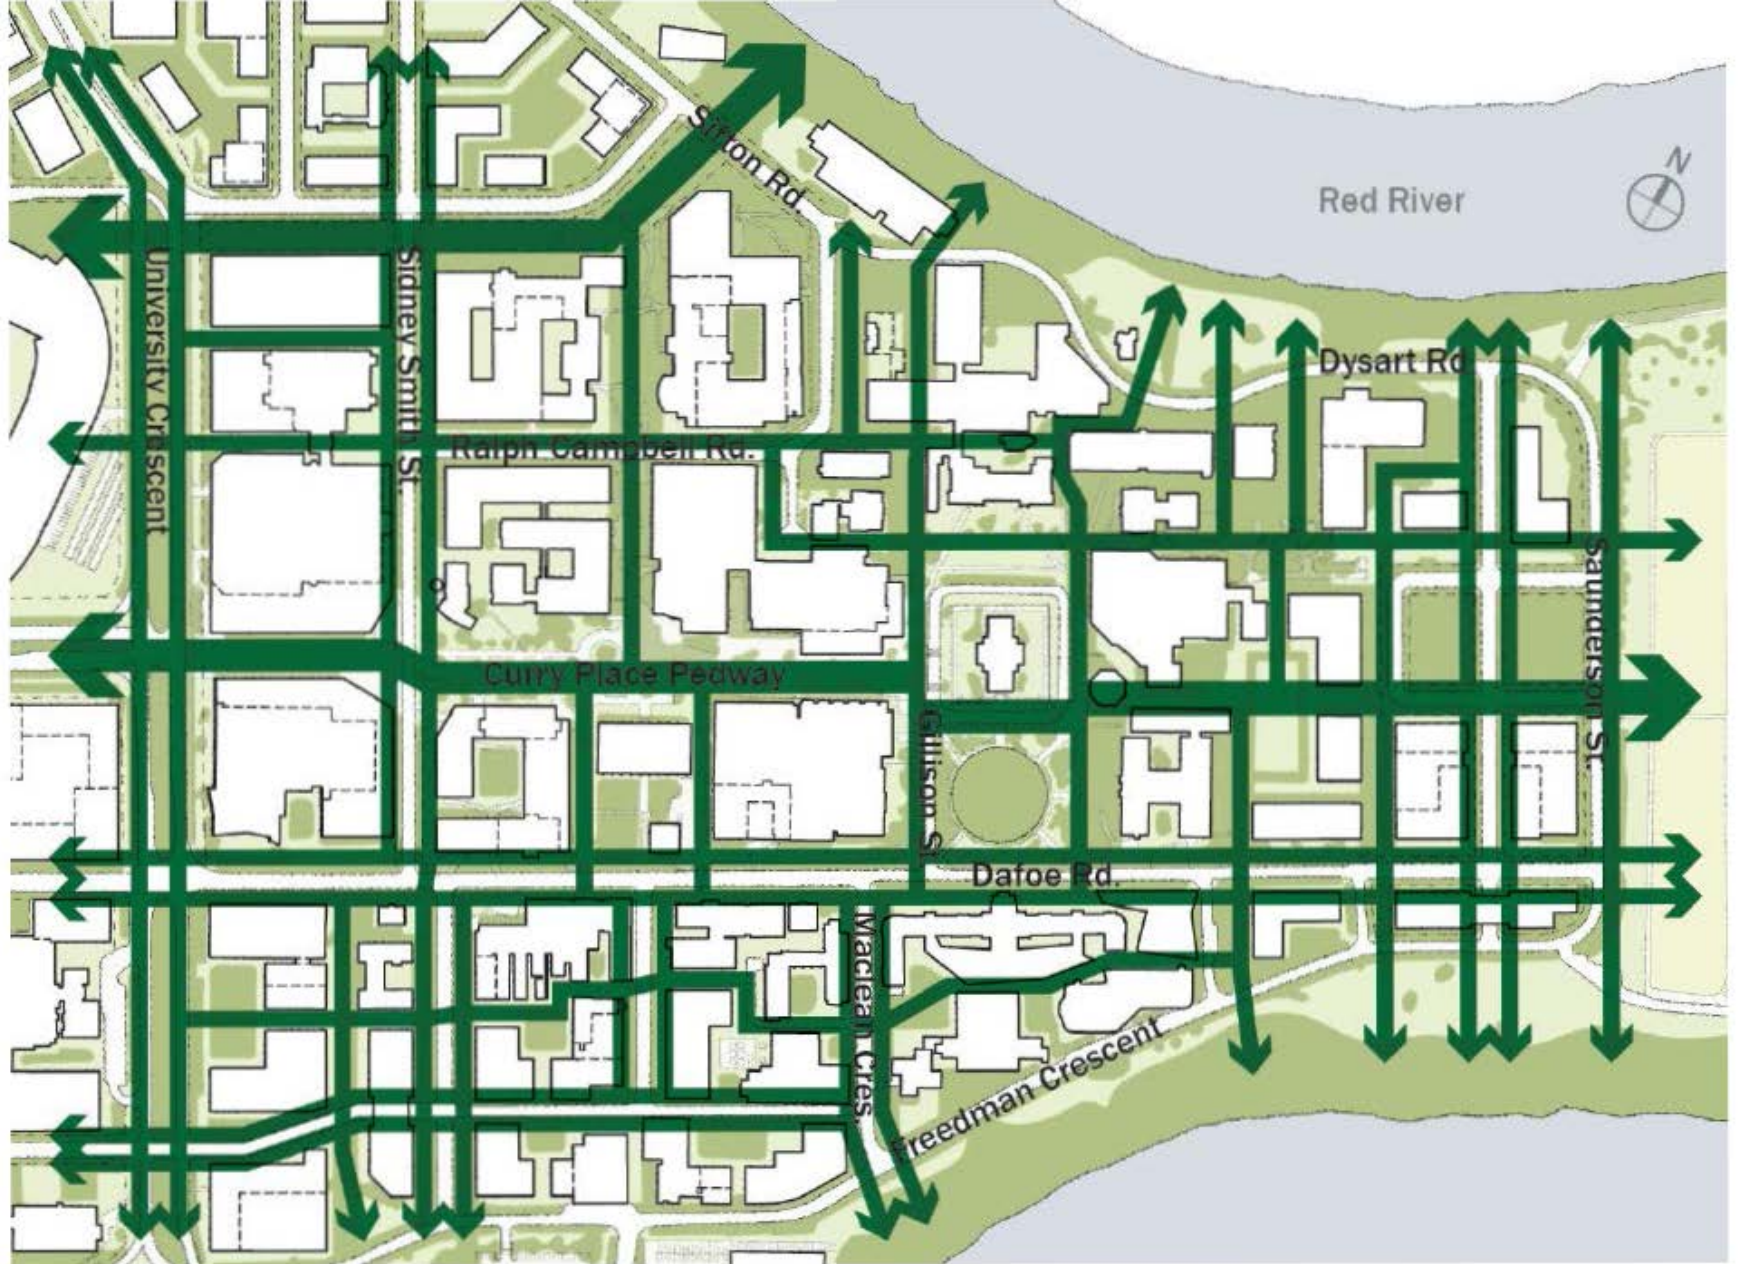 N
Sifton Rd.
Red River
University Crescent
Sidney Smith St.
Dysart Rd
Ralph Campbell Rd.
Saunderson St.
Curry Place Pedway
Gillson St.
Dafoe Rd.
Maclean Cres.
Freedman Crescent